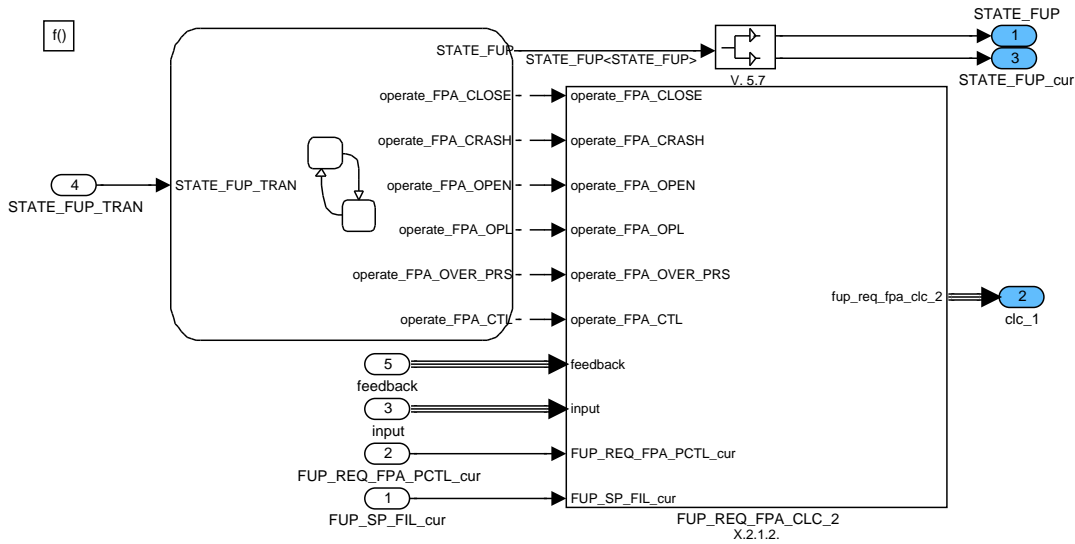 f()
STATE_FUP
1
3
STATE_FUP_cur
STATE_FUP
STATE_FUP<STATE_FUP>
V. 5.7
operate_FPA_CLOSE
operate_FPA_CLOSE
operate_FPA_CRASH
operate_FPA_CRASH
4
STATE_FUP_TRAN
STATE_FUP_TRAN
operate_FPA_OPEN
operate_FPA_OPEN
operate_FPA_OPL
operate_FPA_OPL
operate_FPA_OVER_PRS
operate_FPA_OVER_PRS
fup_req_fpa_clc_2
2
clc_1
operate_FPA_CTL
operate_FPA_CTL
5
feedback
feedback
3
input
input
2
FUP_REQ_FPA_PCTL_cur
FUP_REQ_FPA_PCTL_cur
1
FUP_SP_FIL_cur
FUP_SP_FIL_cur
FUP_REQ_FPA_CLC_2
X.2.1.2.